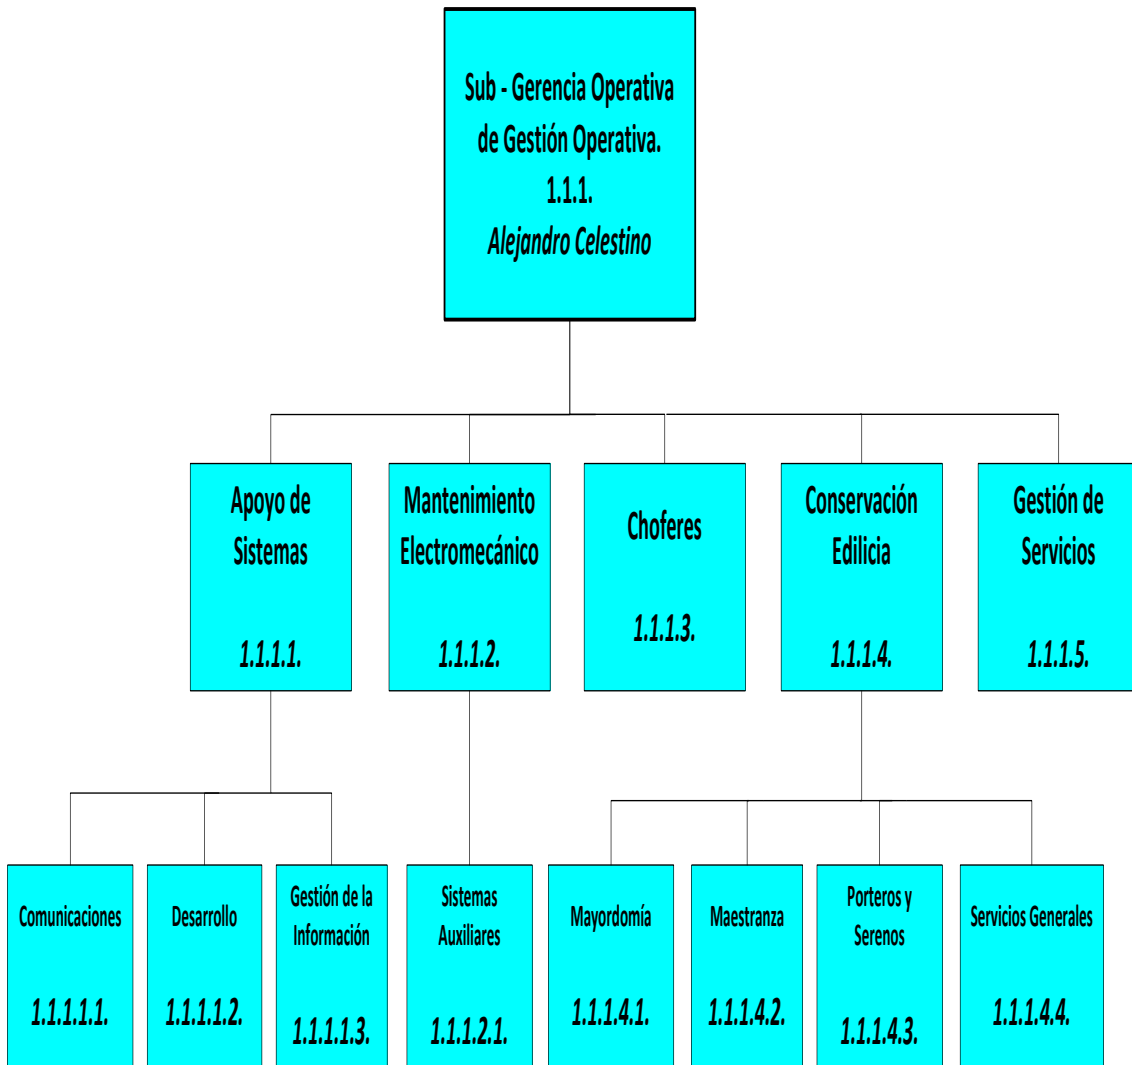 Sub - Gerencia Operativa
de Gestión Operativa.
1.1.1.
Alejandro Celestino
Apoyo de
Sistemas
1.1.1.1.
Mantenimiento
Electromecánico
1.1.1.2.
Choferes
1.1.1.3.
Conservación
Edilicia
1.1.1.4.
Gestión de
Servicios
1.1.1.5.
Comunicaciones
1.1.1.1.1.
Desarrollo
1.1.1.1.2.
Gestión de la
Información
1.1.1.1.3.
Sistemas
Auxiliares
1.1.1.2.1.
Mayordomía
1.1.1.4.1.
Maestranza
1.1.1.4.2.
Porteros y
Serenos
1.1.1.4.3.
Servicios Generales
1.1.1.4.4.